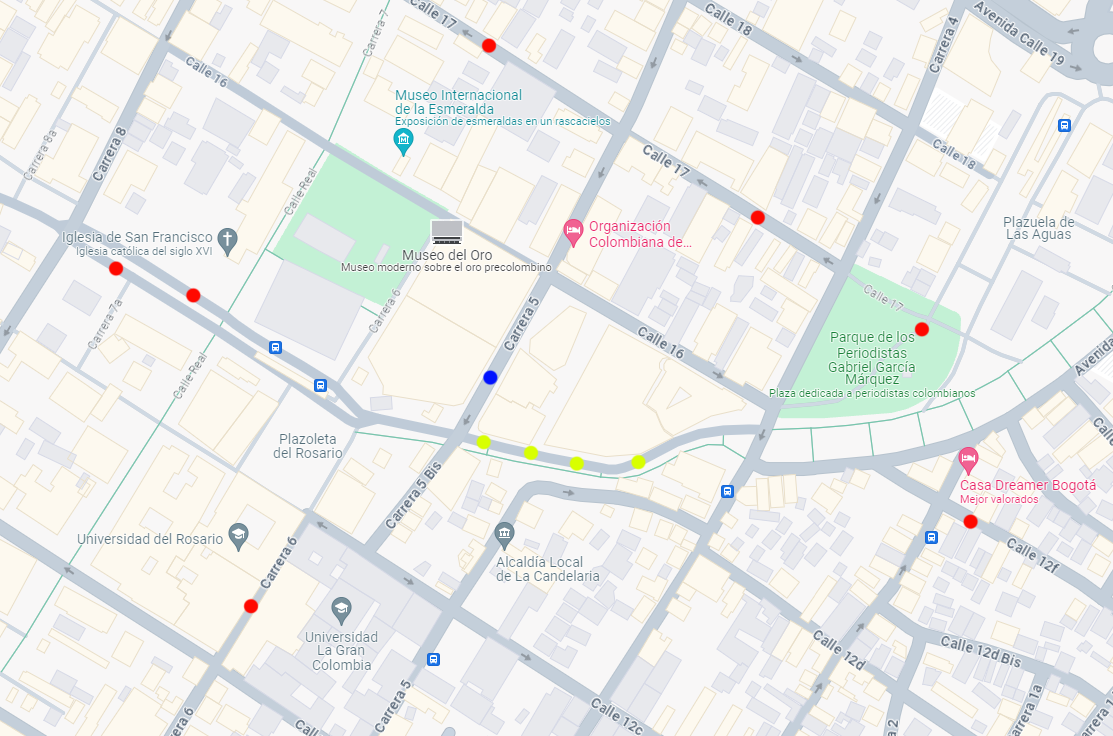 Calle 17
Carrera 7
Calle 18
Carrera 4
Avenida Calle 19
Calle 16
Museo Internacional
de la Esmeralda
Exposición de esmeraldas en un rascacielos
Carrera 8a
Carrera 8
Calle 17
Calle 18
Calle Real
Iglesia de San Francisco
Iglesia católica del siglo XVI
Organización
Colombiana de...
Plazuela de
Las Aguas
Museo del Oro
Museo moderno sobre el oro precolombino
Calle 17
Carrera 7a
Carrera 6
Carrera 5
Calle 16
Parque de los
Periodistas
Gabriel García
Márquez
Plaza dedicada a periodistas colombianos
Calle Real
Avenida
Plazoleta
del Rosario
Carrera 5 Bis
Casa Dreamer Bogotá
Mejor valorados
Universidad del Rosario
Carrera 6
Alcaldía Local
de La Candelaria
Calle 12f
Universidad
La Gran
Colombia
Calle 12d
Calle 12d Bis
Carrera 5
Calle 12c
Carrera 1a